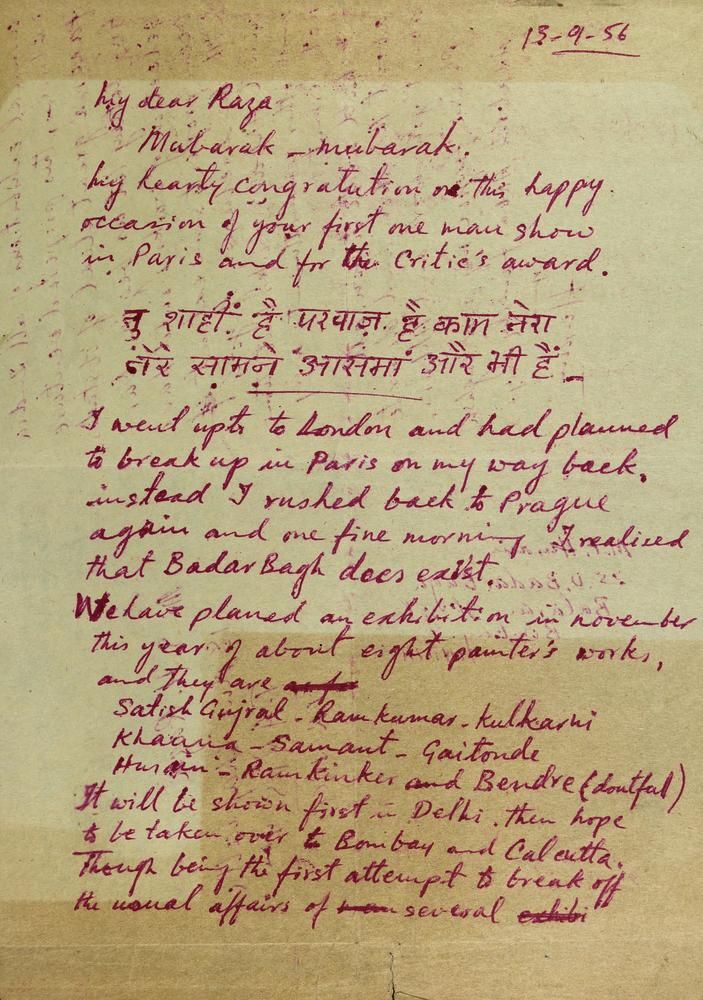 13-9-56
My dear Raza
Mubarak - mubarak.
My hearty congratution on this happy
occasion of your first one man show
in Paris and for the Critic's award.
तु शाहीं है परवाज़ है काम तेरा
तेरे सामने आसमां और भी हैं -
I went upto to London and had planned
to break up in Paris on my way back,
instead I rushed back to Prague
again and one fine morning I realised
that Badar Bagh does exist.
We have planed an exhibition in november
this year of about eight painter's works,
and they are
Satish Gujral - Ramkumar - Kulkarni
Khanna - Samant - Gaitonde
Husain - Ramkinker and Bendre (doutful)
It will be shown first in Delhi. then hope
to be taken over to Bombay and Calcutta.
Though being the first attempt to break off
the usual affairs of several exhibi